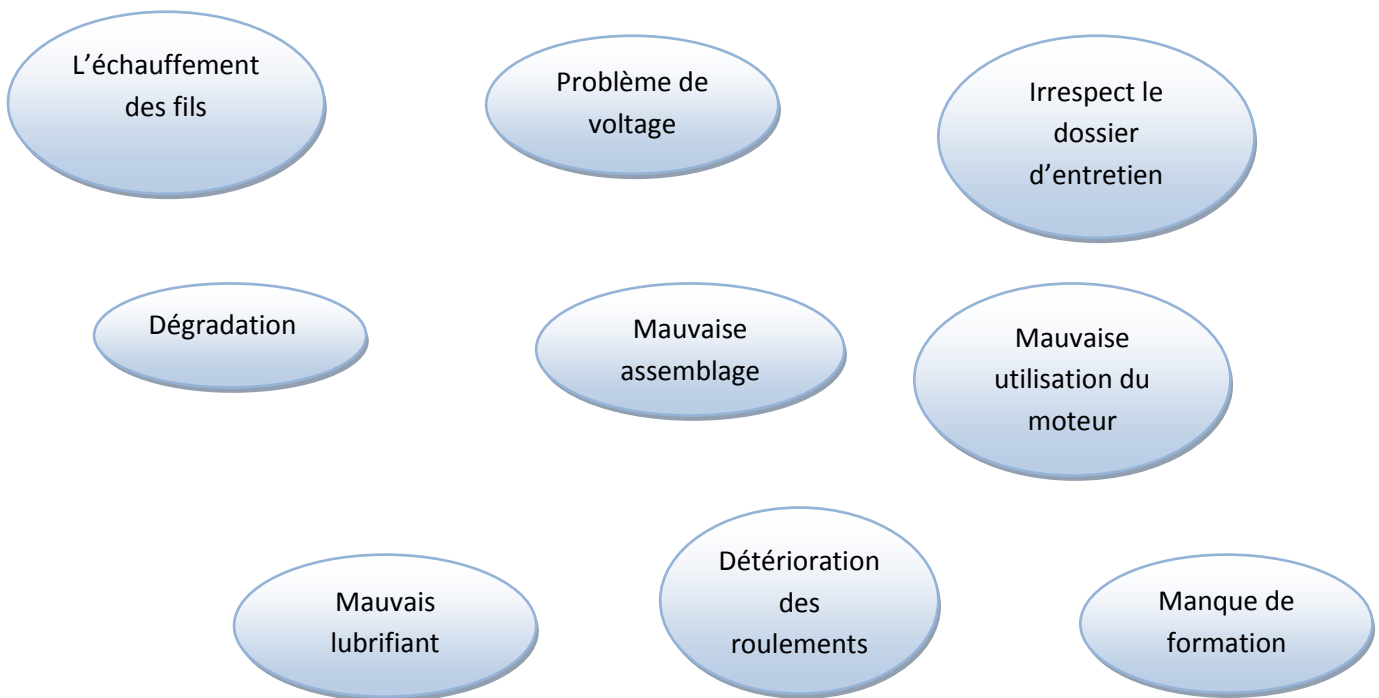 L’échauffement
des fils
Problème de
voltage
Irrespect le
dossier
d’entretien
Dégradation
Mauvaise
assemblage
Mauvaise
utilisation du
moteur
Mauvais
lubrifiant
Détérioration
des
roulements
Manque de
formation